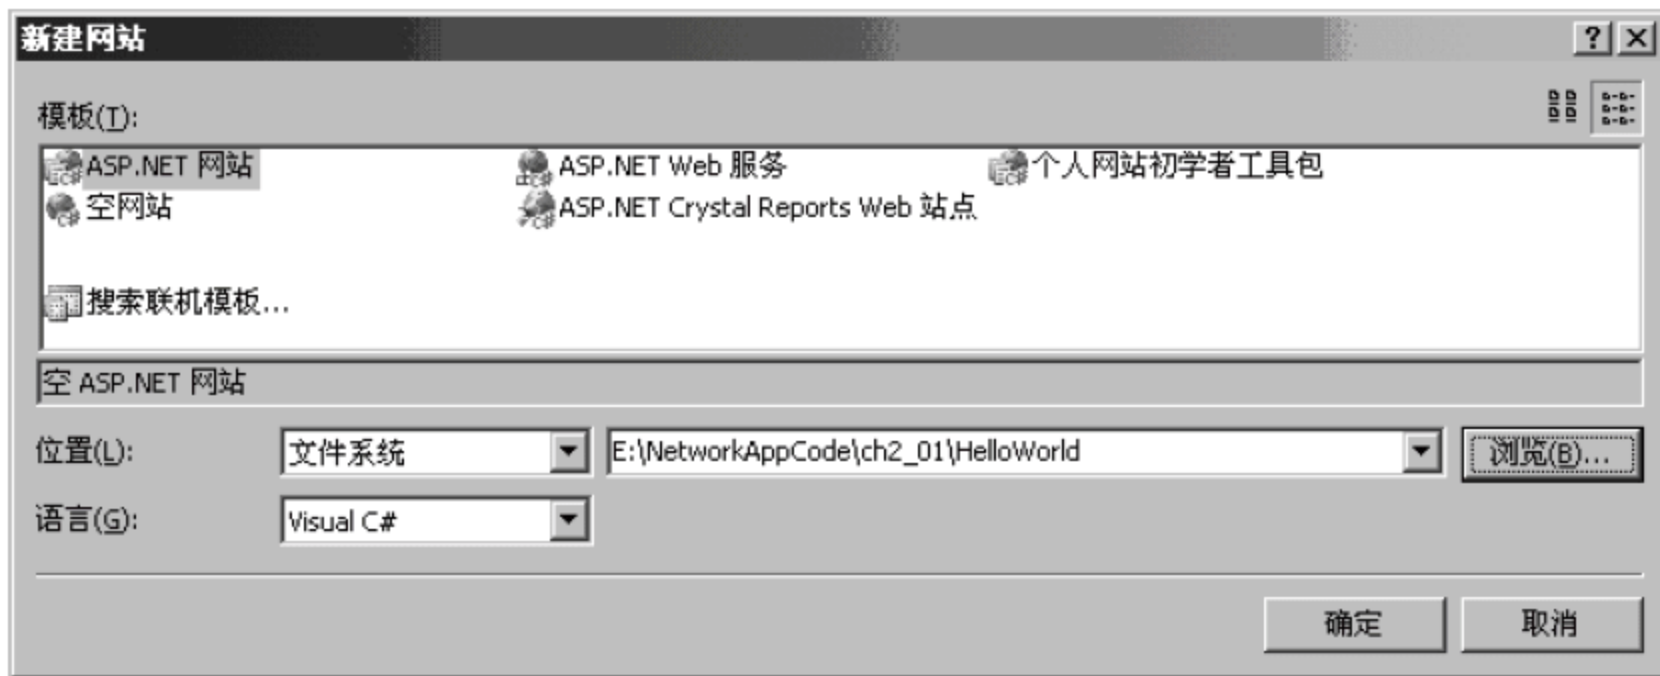 新建网站
模板(T):
ASP.NET 网站 ASP.NET Web 服务 个人网站初学者工具包
空网站 ASP.NET Crystal Reports Web 站点
搜索联机模板...
空 ASP.NET 网站
位置(L): 文件系统 E:\NetworkAppCode\ch2_01\HelloWorld 浏览(B)...
语言(G): Visual C#
确定 取消